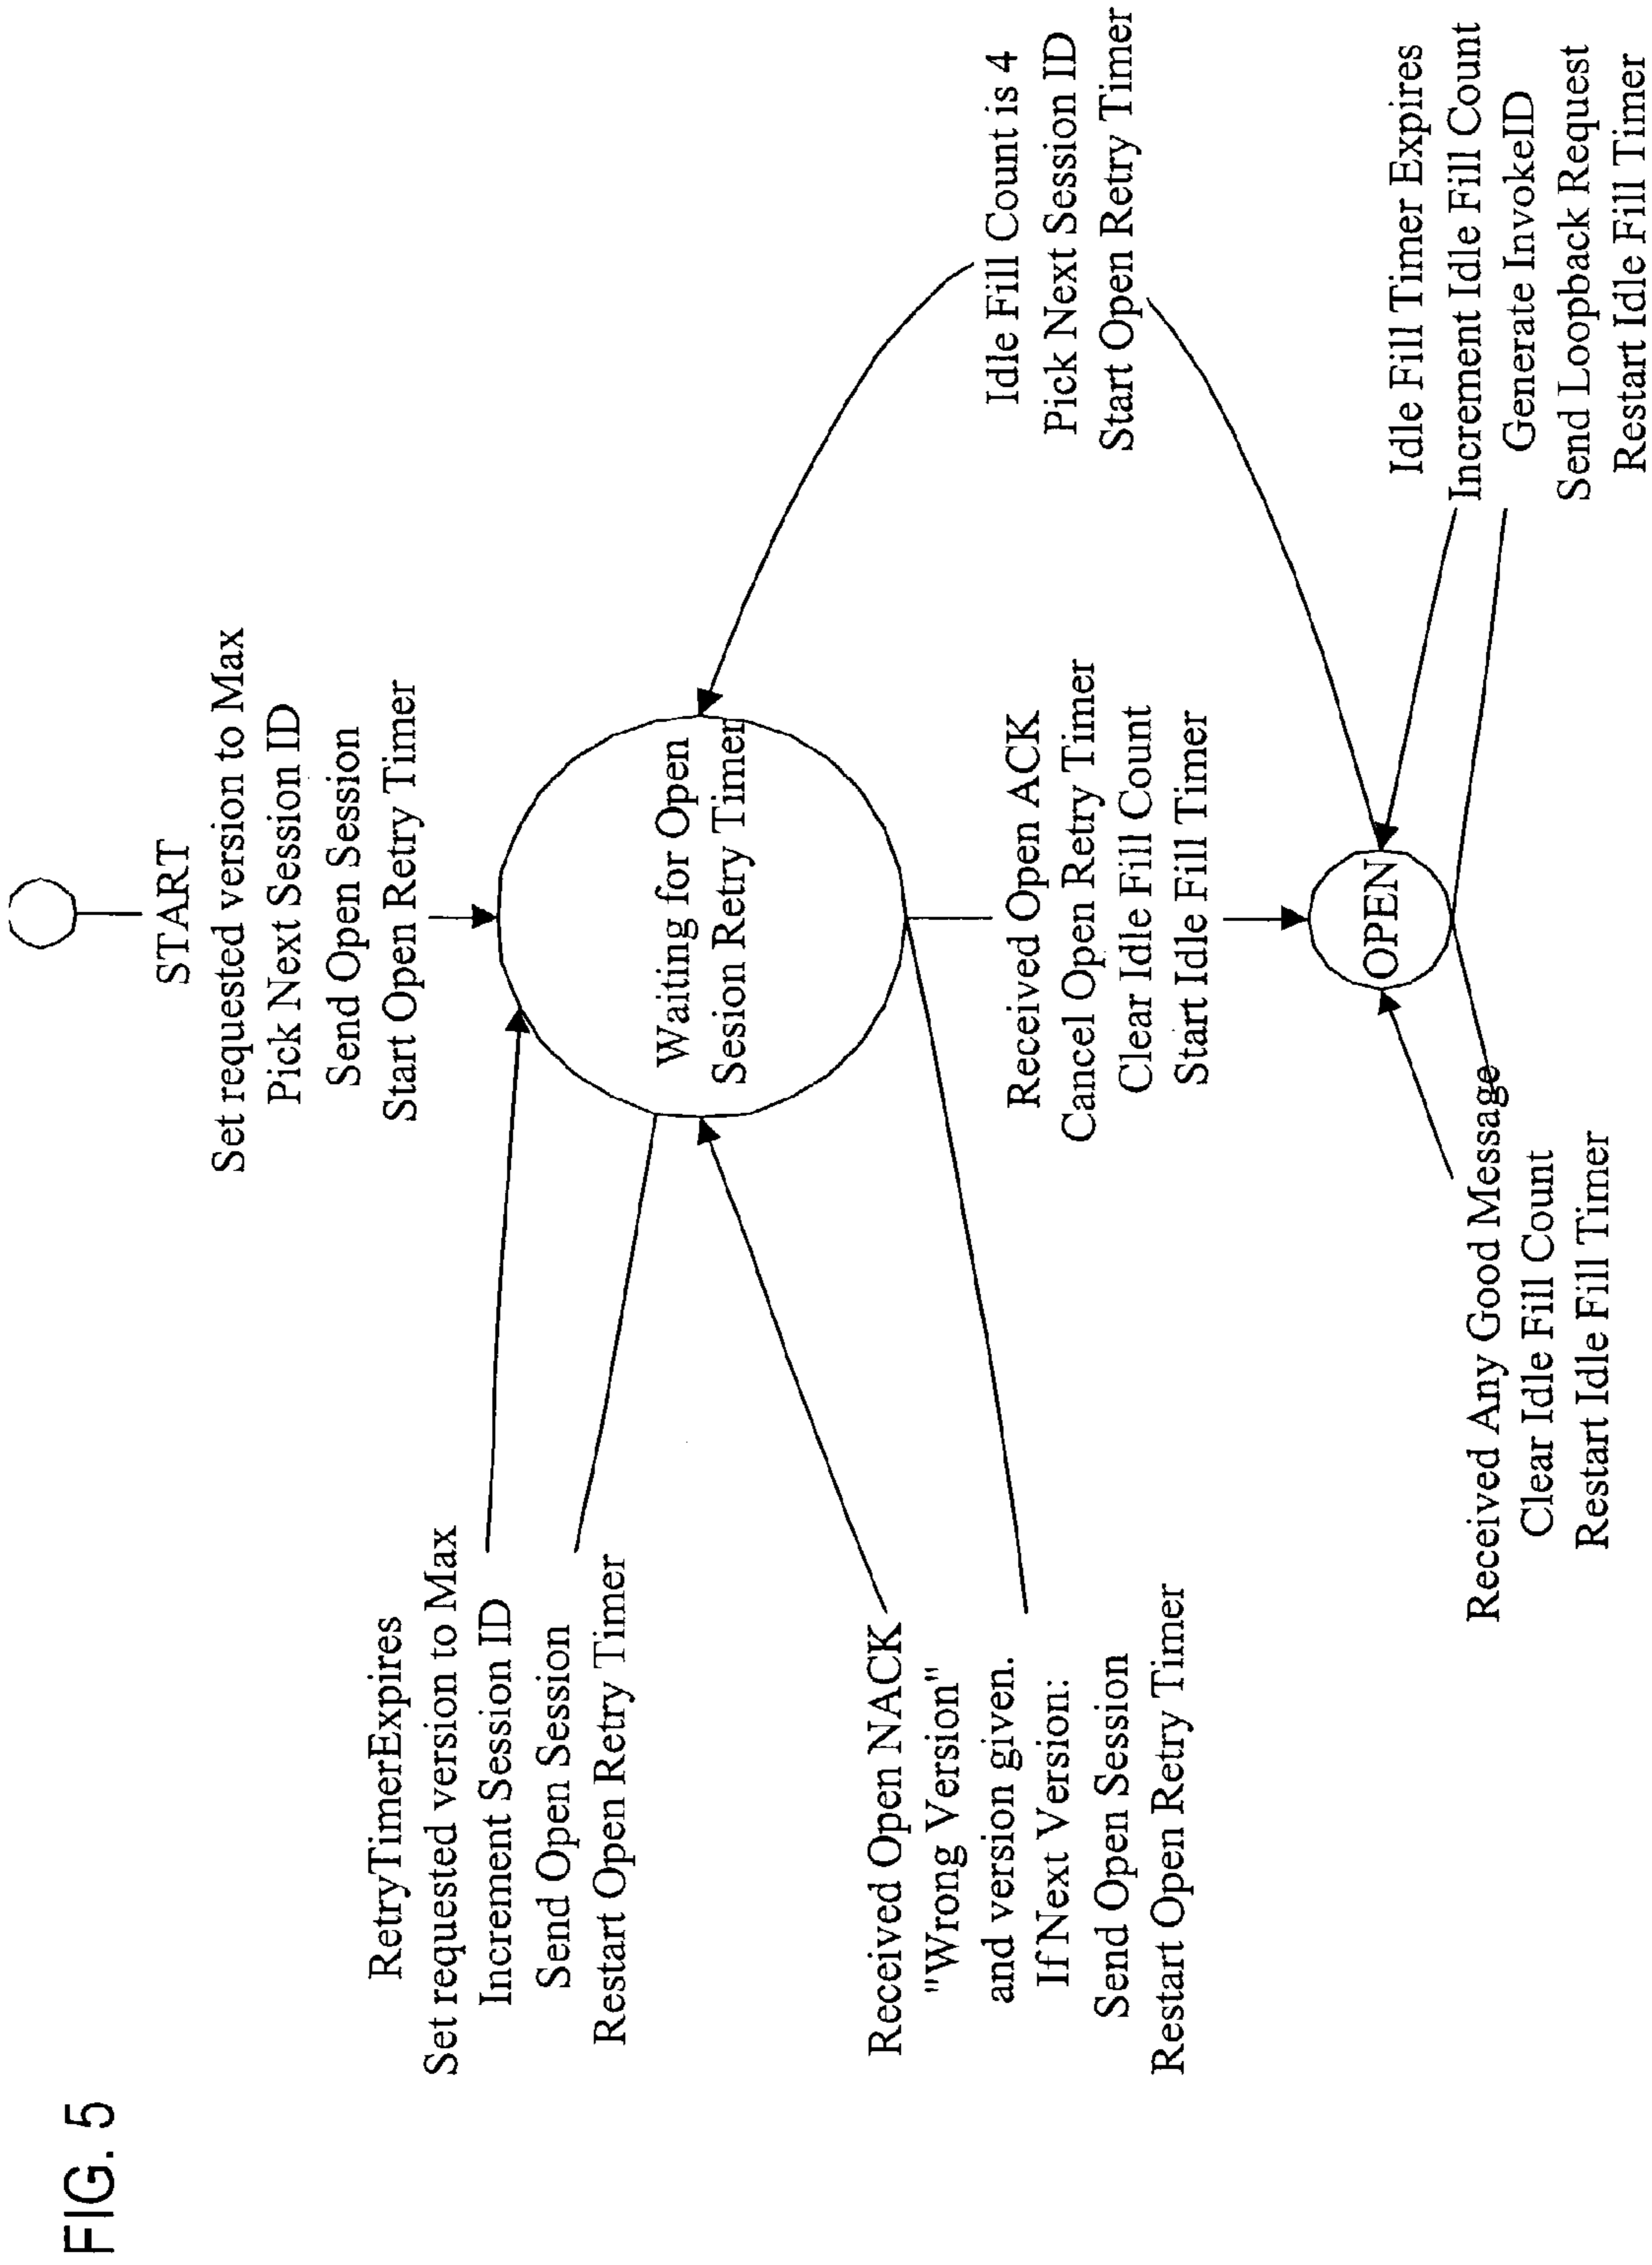 FIG. 5
START
Set requested version to Max
Pick Next Session ID
Send Open Session
Start Open Retry Timer
RetryTimerExpires
Set requested version to Max
Increment Session ID
Send Open Session
Restart Open Retry Timer
Waiting for Open
Sesion Retry Timer
Received Open NACK
"Wrong Version"
and version given.
If Next Version:
Send Open Session
Restart Open Retry Timer
Received Open ACK
Cancel Open Retry Timer
Clear Idle Fill Count
Start Idle Fill Timer
Idle Fill Count is 4
Pick Next Session ID
Start Open Retry Timer
OPEN
Received Any Good Message
Clear Idle Fill Count
Restart Idle Fill Timer
Idle Fill Timer Expires
Increment Idle Fill Count
Generate InvokeID
Send Loopback Request
Restart Idle Fill Timer